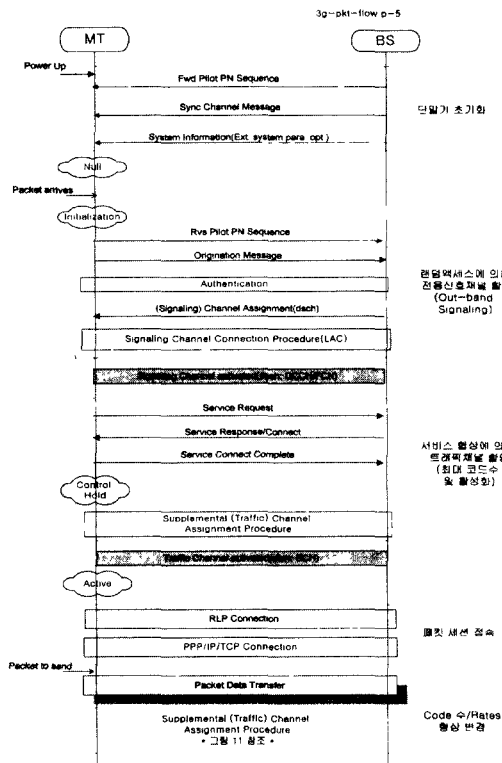 3g-pkt-flow p-5
MT
BS
Power Up
Fwd Pilot PN Sequence
Sync Channel Message
단말기 초기화
System Information(Ext. system para. opt.)
Null
Packet arrives
Initialization
Rvs Pilot PN Sequence
Origination Message
랜덤액세스에 의
Authentication
전용신호채널 활
(Out-band
Signaling)
(Signaling) Channel Assignment(dsch)
Signaling Channel Connection Procedure(LAC)
Service Request
Service Response/Connect
서비스 협상에 의
트래픽채널 활
(최대 코드수
및 활성화)
Service Connect Complete
Control
Hold
Supplemental (Traffic) Channel
Assignment Procedure
Traffic Channel
Active
RLP Connection
패킷 세션 접속
PPP/IP/TCP Connection
Packet to send
Packet Data Transfer
Supplemental (Traffic) Channel
Assignment Procedure
* 그림 11 참조 *
Code 수/Rates
협상 변경